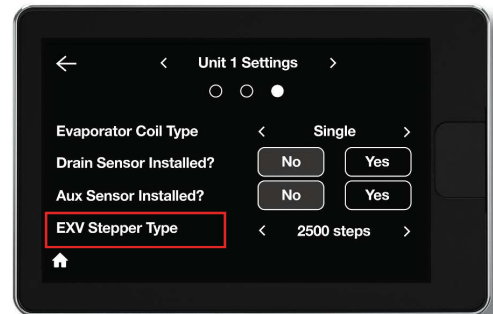 Unit 1 Settings
Evaporator Coil Type Single
Drain Sensor Installed? No Yes
Aux Sensor Installed? No Yes
EXV Stepper Type 2500 steps